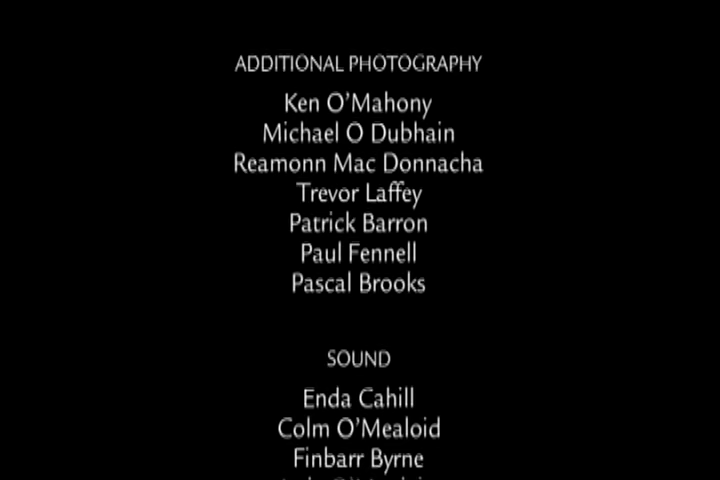 ADDITIONAL PHOTOGRAPHY
Ken O'Mahony
Michael O Dubhain
Reamonn Mac Donnacha
Trevor Laffey
Patrick Barron
Paul Fennell
Pascal Brooks
SOUND
Enda Cahill
Colm O'Mealoid
Finbarr Byrne